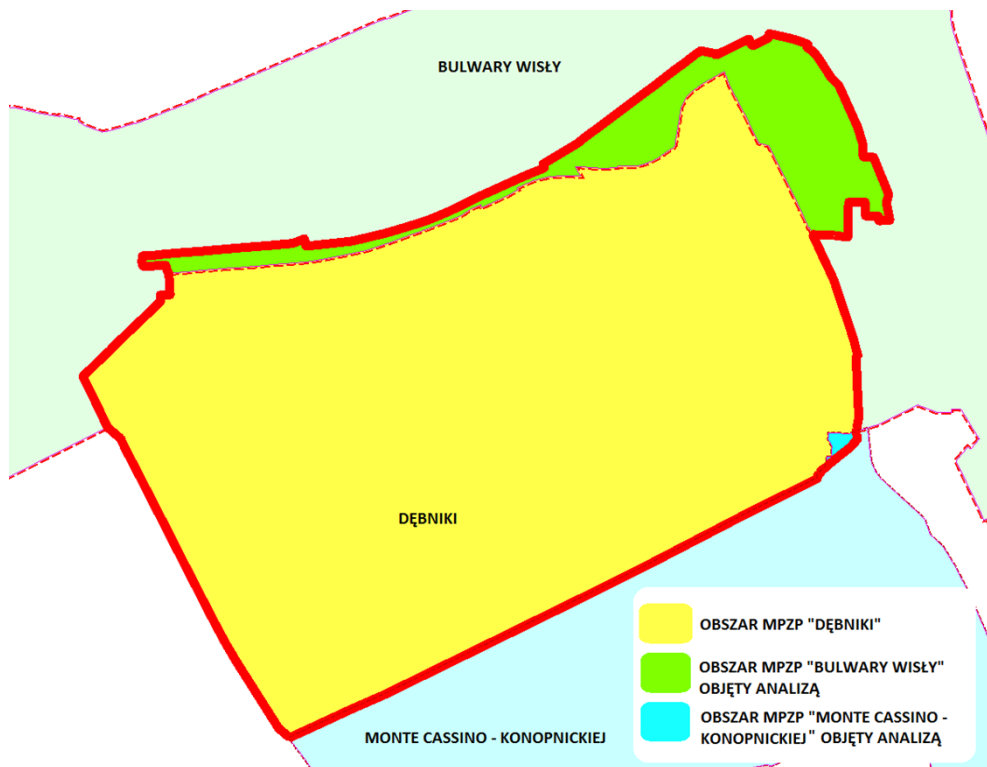 BULWARY WISŁY
DĘBNIKI
MONTE CASSINO - KONOPNICKIEJ
OBSZAR MPZP "DĘBNIKI"
OBSZAR MPZP "BULWARY WISŁY"
OBJĘTY ANALIZĄ
OBSZAR MPZP "MONTE CASSINO -
KONOPNICKIEJ" OBJĘTY ANALIZĄ